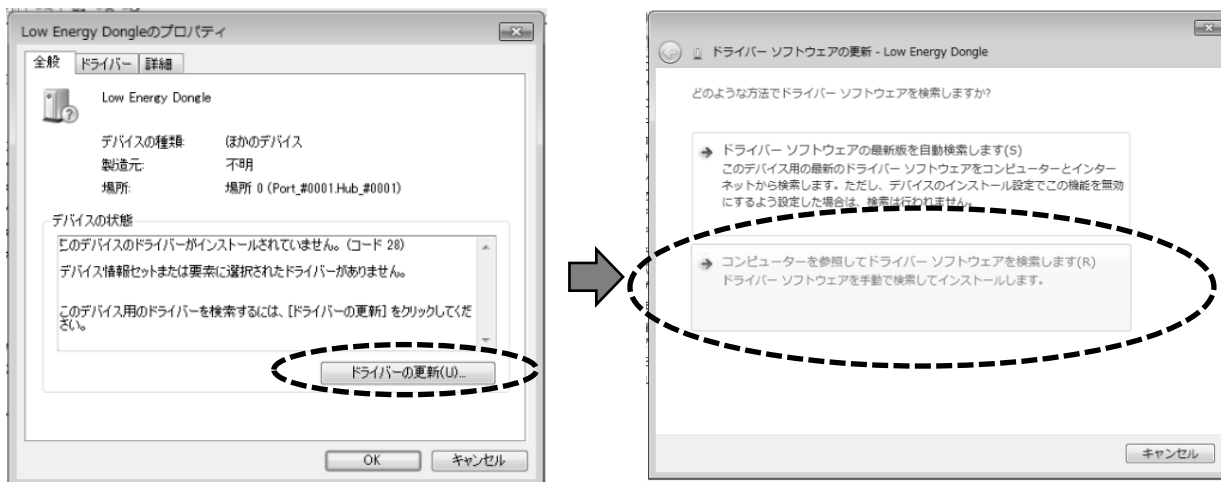 Low Energy Dongleのプロパティ
全般 ドライバー 詳細
Low Energy Dongle
デバイスの種類: ほかのデバイス
製造元: 不明
場所: 場所 0 (Port_#0001.Hub_#0001)
デバイスの状態
このデバイスのドライバーがインストールされていません。(コード 28)
デバイス情報セットまたは要素に選択されたドライバーがありません。
このデバイス用のドライバーを検索するには、[ドライバーの更新] をクリックしてくだ
さい。
ドライバーの更新(U)...
OK キャンセル
ドライバー ソフトウェアの更新 - Low Energy Dongle
どのような方法でドライバー ソフトウェアを検索しますか?
ドライバー ソフトウェアの最新版を自動検索します(S)
このデバイス用の最新のドライバー ソフトウェアをコンピューターとインター
ネットから検索します。ただし、デバイスのインストール設定でこの機能を無効
にするよう設定した場合は、検索は行われません。
コンピューターを参照してドライバー ソフトウェアを検索します(R)
ドライバー ソフトウェアを手動で検索してインストールします。
キャンセル